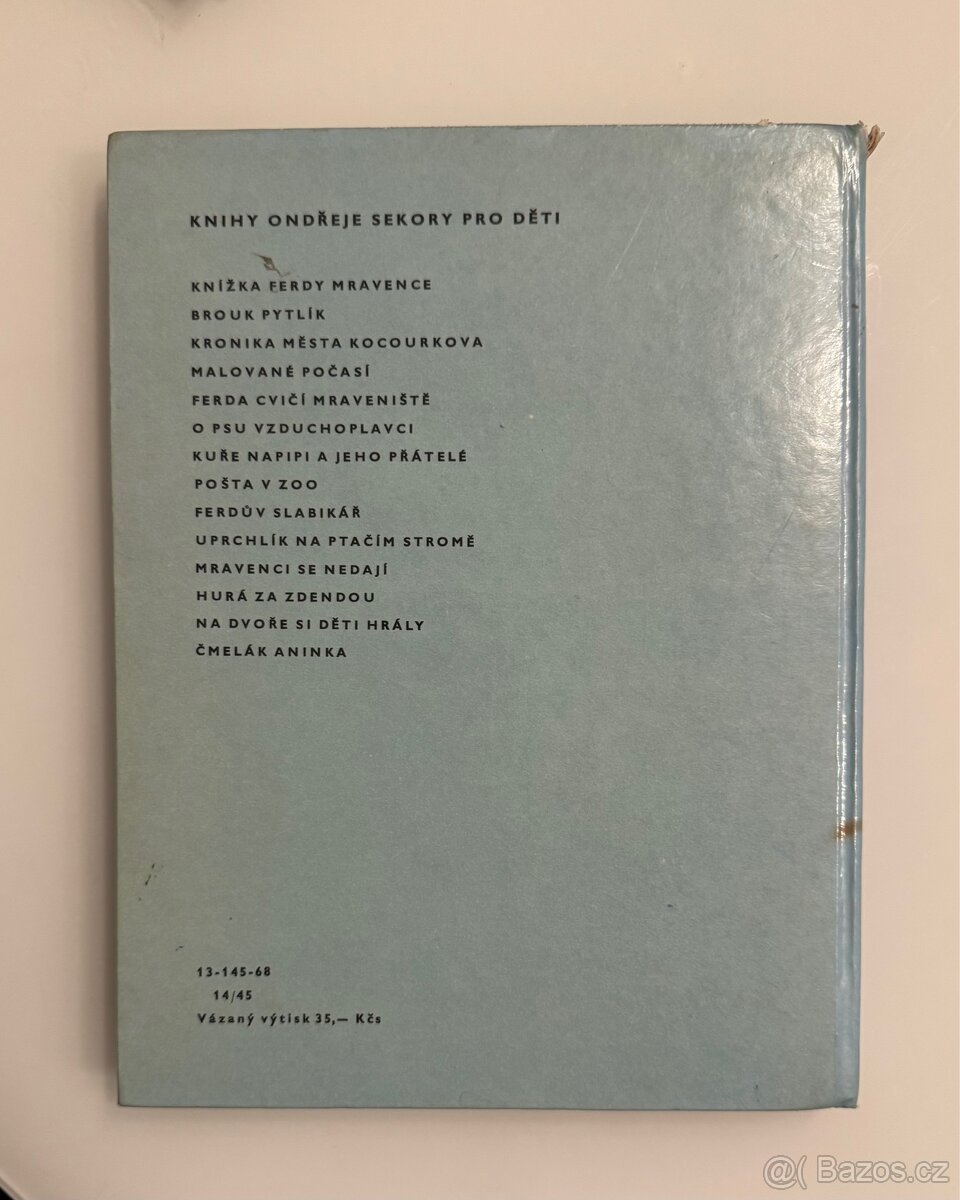 KNIHY ONDŘEJE SEKORY PRO DĚTI
KNÍŽKA FERDY MRAVENCE
BROUK PYTLÍK
KRONIKA MĚSTA KOCOURKOVA
MALOVANÉ POČASÍ
FERDA CVIČÍ MRAVENIŠTĚ
O PSU VZDUCHOPLAVCI
KUŘE NAPIPI A JEHO PŘÁTELÉ
POŠTA V ZOO
FERDŮV SLABIKÁŘ
UPRCHLÍK NA PTAČÍM STROMĚ
MRAVENCI SE NEDAJÍ
HURÁ ZA ZDENDOU
NA DVOŘE SI DĚTI HRÁLY
ČMELÁK ANINKA
13-145-68
14/45
Vázaný výtisk 35,— Kčs
@( Bazos.cz